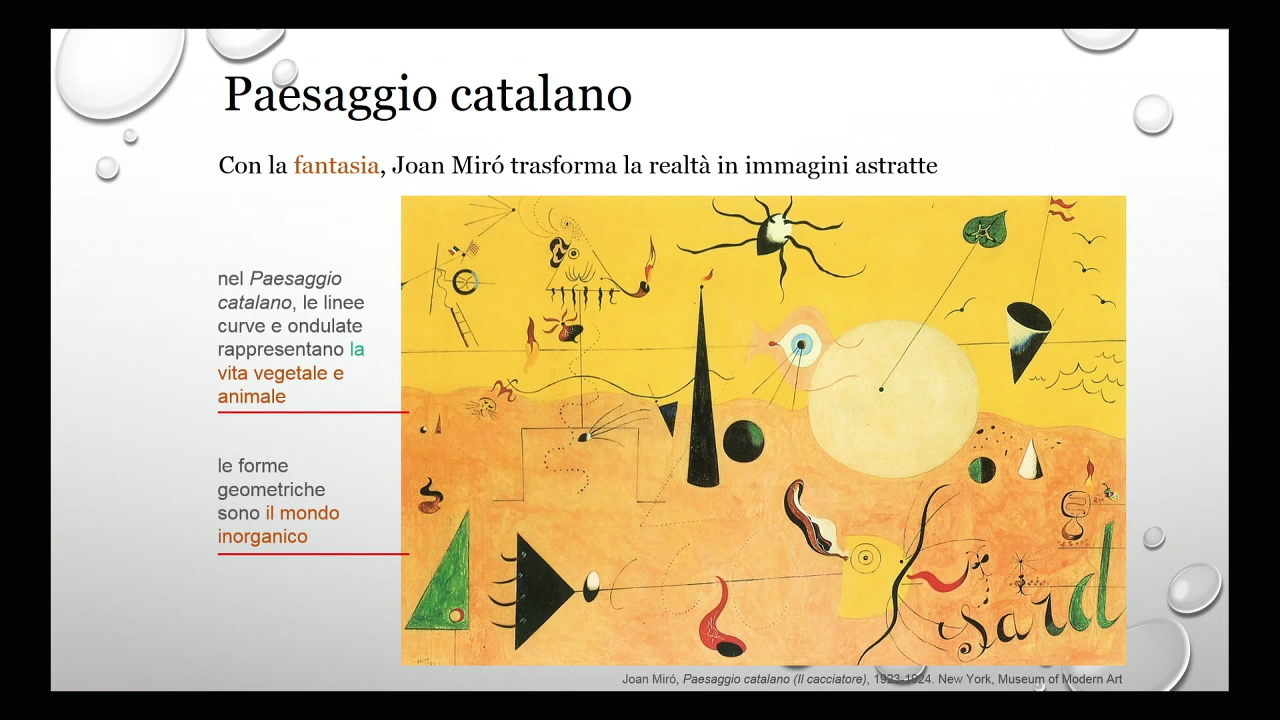 Paesaggio catalano
Con la fantasia, Joan Miró trasforma la realtà in immagini astratte
nel Paesaggio
catalano, le linee
curve e ondulate
rappresentano la
vita vegetale e
animale
le forme
geometriche
sono il mondo
inorganico
sard
Joan Miró, Paesaggio catalano (Il cacciatore), 1923-1924. New York, Museum of Modern Art